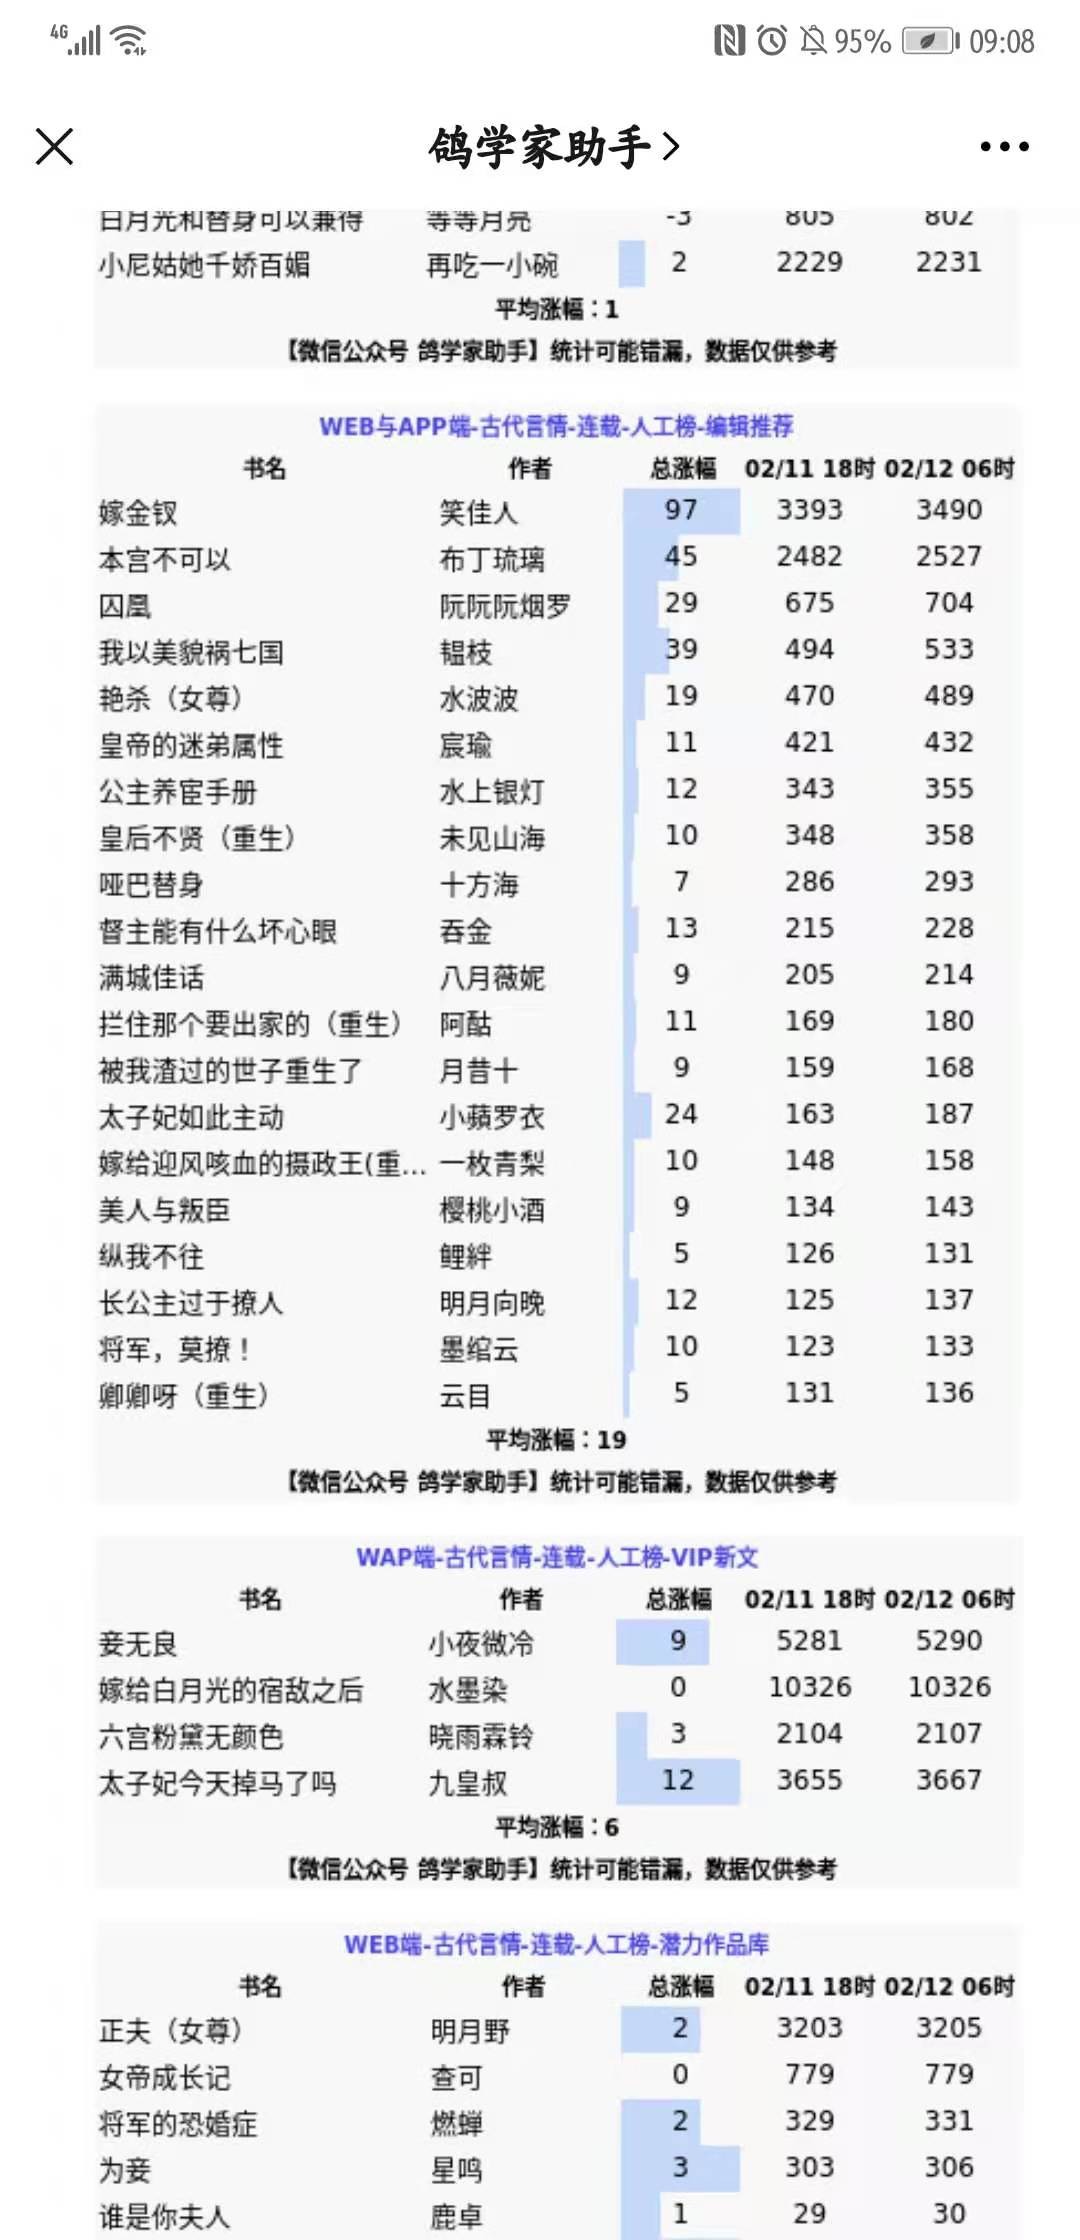 4G 95% 09:08
鸽学家助手
白月光和替身可以兼得 等等月亮 -3 805 802
小尼姑她千娇百媚 再吃一小碗 2 2229 2231
平均涨幅：1
【微信公众号 鸽学家助手】统计可能错漏，数据仅供参考
WEB与APP端-古代言情-连载-人工榜-编辑推荐
书名 作者 总涨幅 02/11 18时 02/12 06时
嫁金钗 笑佳人 97 3393 3490
本宫不可以 布丁琉璃 45 2482 2527
囚凰 阮阮阮烟罗 29 675 704
我以美貌祸七国 韫枝 39 494 533
艳杀（女尊） 水波波 19 470 489
皇帝的迷弟属性 宸瑜 11 421 432
公主养宦手册 水上银灯 12 343 355
皇后不贤（重生） 未见山海 10 348 358
哑巴替身 十方海 7 286 293
督主能有什么坏心眼 吞金 13 215 228
满城佳话 八月薇妮 9 205 214
拦住那个要出家的（重生） 阿酤 11 169 180
被我渣过的世子重生了 月昔十 9 159 168
太子妃如此主动 小蘋罗衣 24 163 187
嫁给迎风咳血的摄政王(重... 一枚青梨 10 148 158
美人与叛臣 樱桃小酒 9 134 143
纵我不往 鲤絆 5 126 131
长公主过于撩人 明月向晚 12 125 137
将军，莫撩！ 墨绾云 10 123 133
卿卿呀（重生） 云目 5 131 136
平均涨幅：19
【微信公众号 鸽学家助手】统计可能错漏，数据仅供参考
WAP端-古代言情-连载-人工榜-VIP新文
书名 作者 总涨幅 02/11 18时 02/12 06时
妾无良 小夜微冷 9 5281 5290
嫁给白月光的宿敌之后 水墨染 0 10326 10326
六宫粉黛无颜色 晓雨霖铃 3 2104 2107
太子妃今天掉马了吗 九皇叔 12 3655 3667
平均涨幅：6
【微信公众号 鸽学家助手】统计可能错漏，数据仅供参考
WEB端-古代言情-连载-人工榜-潜力作品库
书名 作者 总涨幅 02/11 18时 02/12 06时
正夫（女尊） 明月野 2 3203 3205
女帝成长记 查可 0 779 779
将军的恐婚症 燃蝉 2 329 331
为妾 星鸣 3 303 306
谁是你夫人 鹿卓 1 29 30